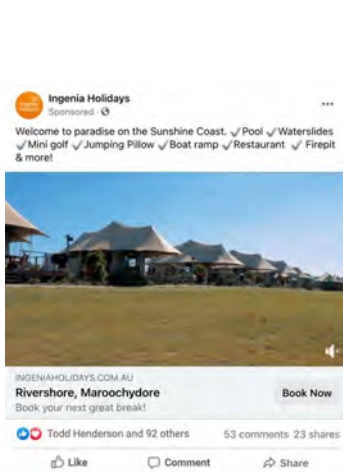 Ingenia Holidays
Sponsored ·
Welcome to paradise on the Sunshine Coast. ✓Pool ✓Waterslides
✓Mini golf ✓Jumping Pillow ✓Boat ramp ✓Restaurant ✓ Firepit
& more!
INGENIAHOLIDAYS.COM.AU
Rivershore, Maroochydore
Book Now
Book your next great break!
Todd Henderson and 92 others
53 comments 23 shares
Like
Comment
Share